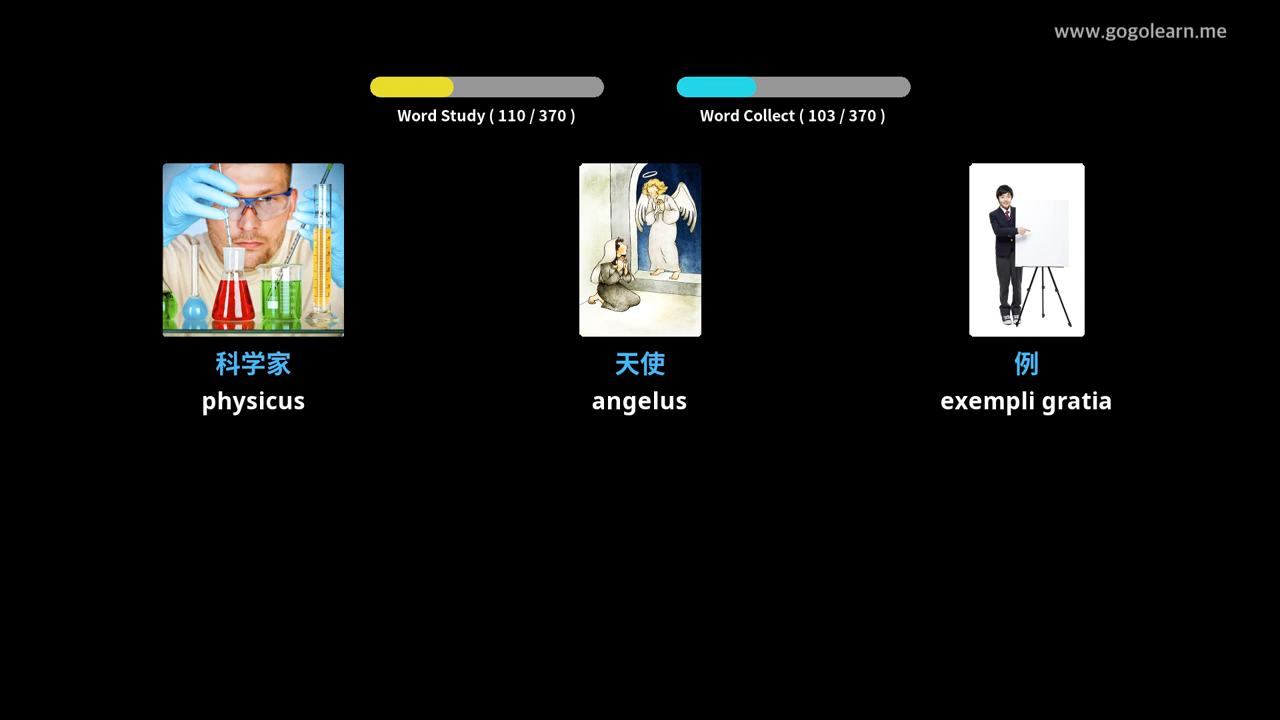 www.gogolearn.me
Word Study ( 110 / 370 )
Word Collect ( 103 / 370 )
科学家
天使
例
physicus
angelus
exempli gratia